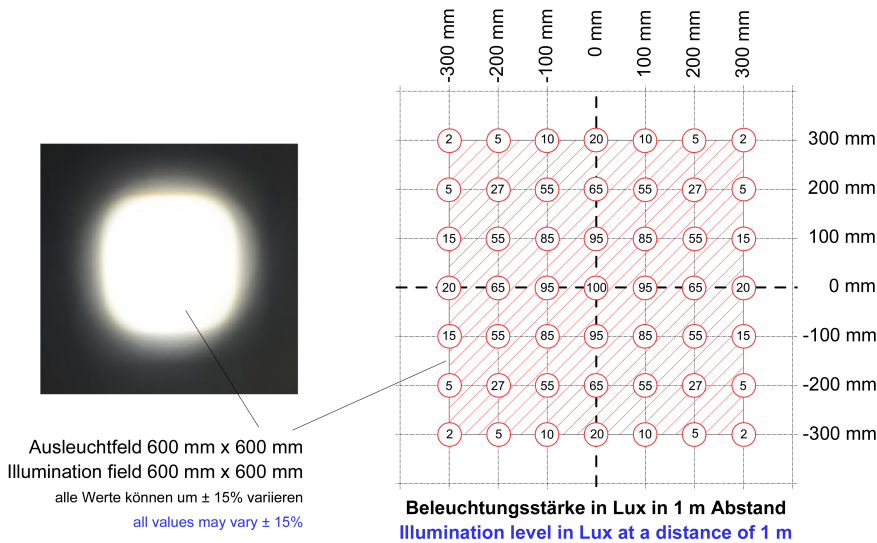 -300 mm
-200 mm
-100 mm
0 mm
100 mm
200 mm
300 mm
2 5 10 20 10 5 2 300 mm
5 27 55 65 55 27 5 200 mm
15 55 85 95 85 55 15 100 mm
20 65 95 100 95 65 20 0 mm
15 55 85 95 85 55 15 -100 mm
5 27 55 65 55 27 5 -200 mm
2 5 10 20 10 5 2 -300 mm
Ausleuchtfeld 600 mm x 600 mm
Illumination field 600 mm x 600 mm
alle Werte können um ± 15% variieren
all values may vary ± 15%
Beleuchtungsstärke in Lux in 1 m Abstand
Illumination level in Lux at a distance of 1 m